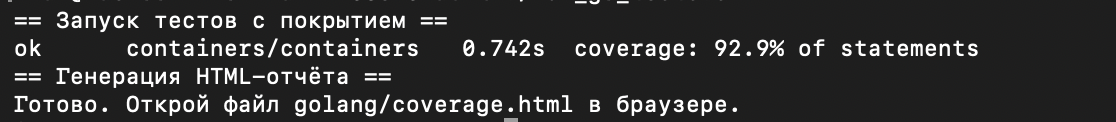 == Запуск тестов с покрытием ==
ok      containers/containers   0.742s  coverage: 92.9% of statements
== Генерация HTML-отчёта ==
Готово. Открой файл golang/coverage.html в браузере.